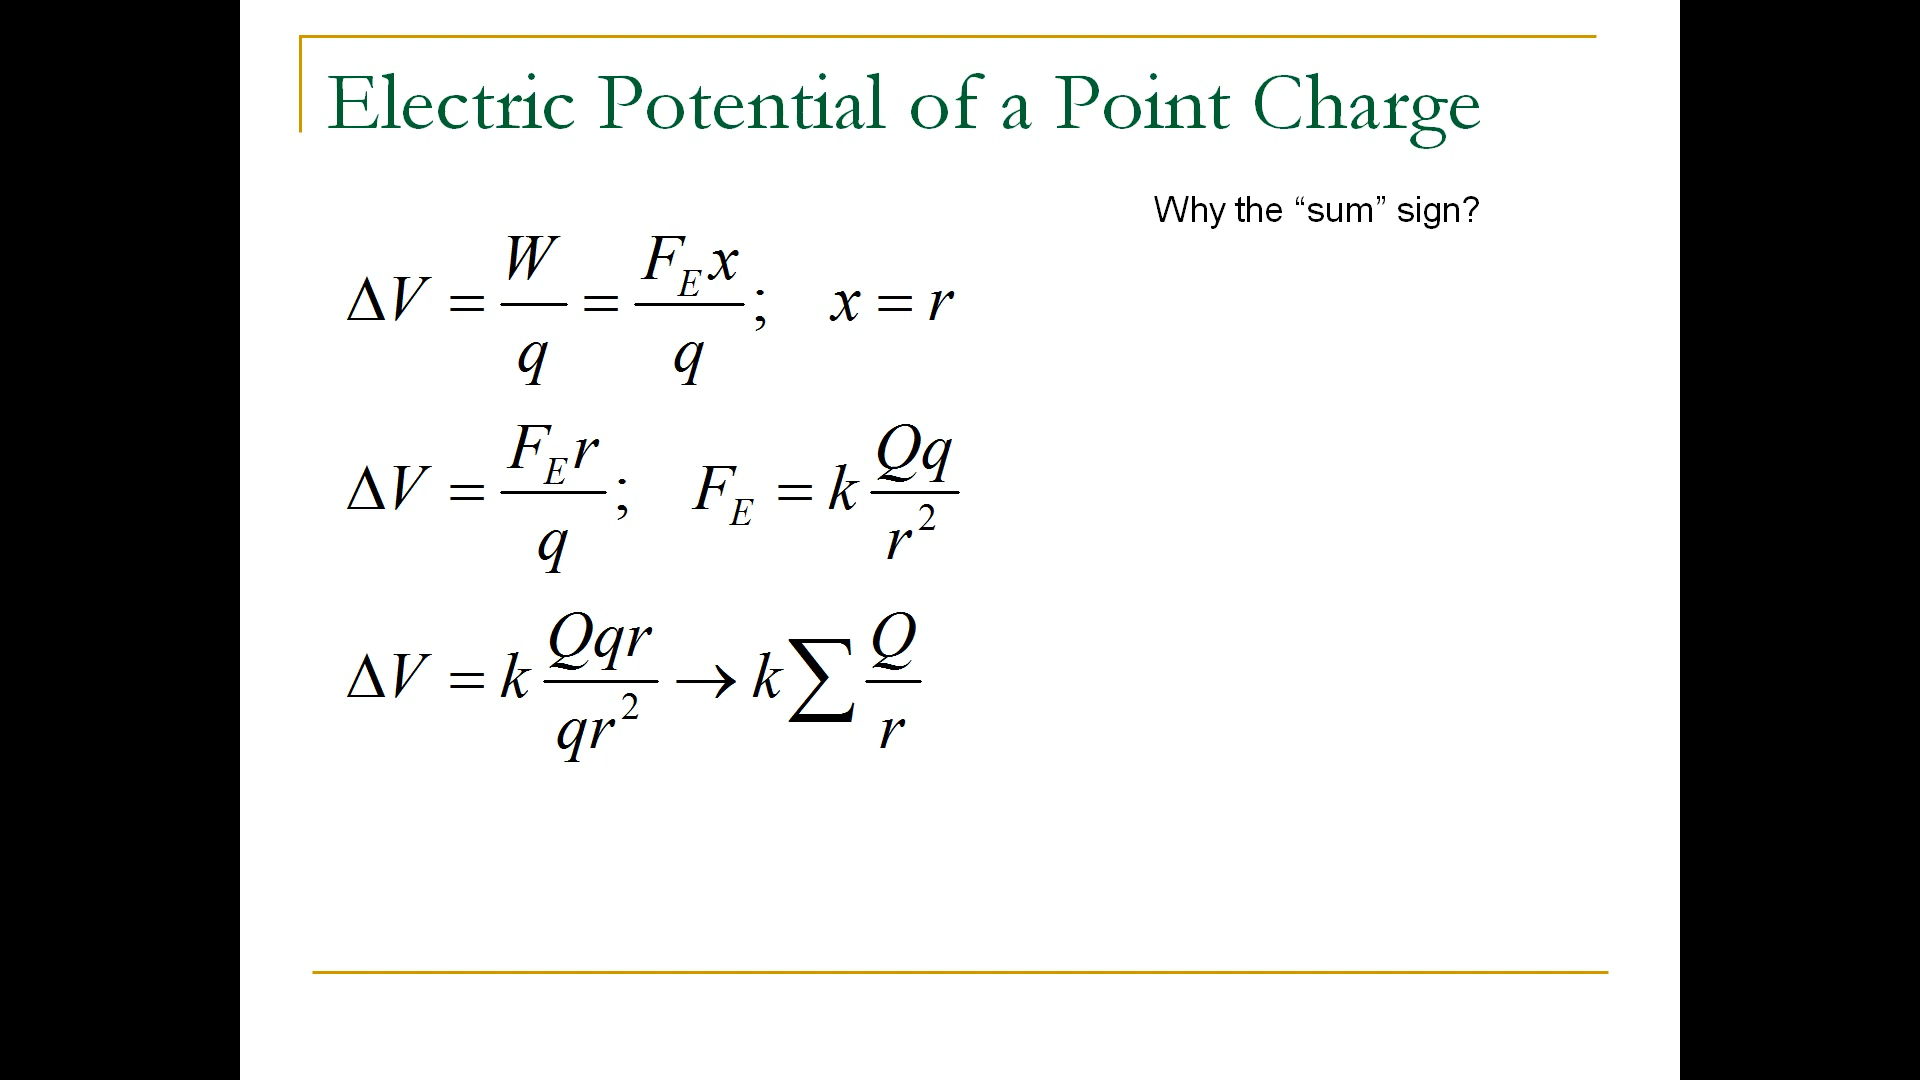 Electric Potential of a Point Charge
Why the “sum” sign?
ΔV = W/q = F_E x/q; x = r
ΔV = F_E r/q; F_E = k Qq/r²
ΔV = k Qqr/qr² → k∑ Q/r